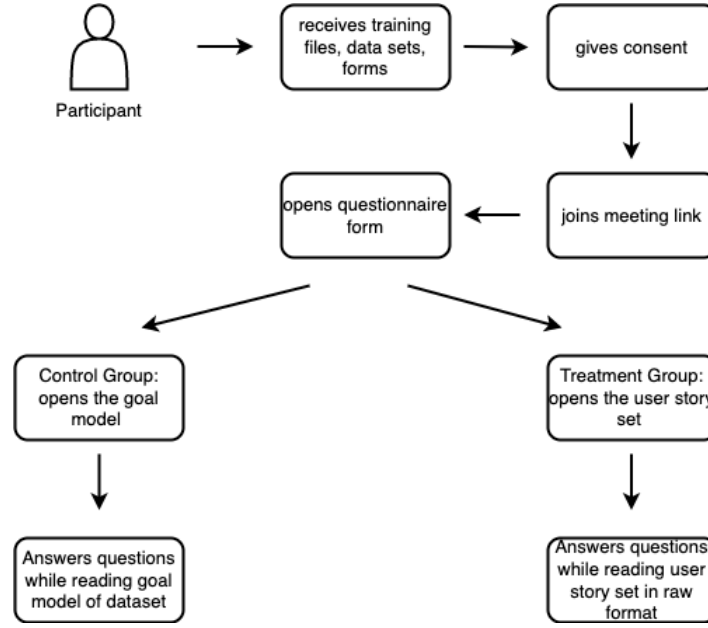 Participant
receives training
files, data sets,
forms
gives consent
joins meeting link
opens questionnaire
form
Control Group:
opens the goal
model
Treatment Group:
opens the user story
set
Answers questions
while reading goal
model of dataset
Answers questions
while reading user
story set in raw
format